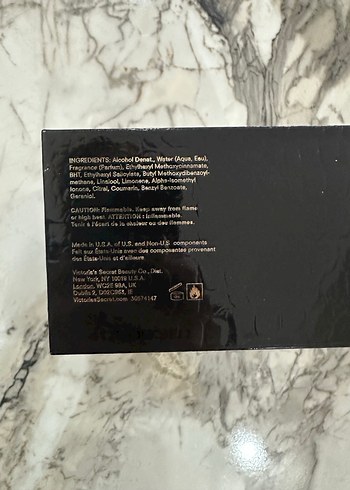 INGREDIENTS: Alcohol Denat., Water (Aqua, Eau),
Fragrance (Parfum), Ethylhexyl Methoxycinnamate,
BHT, Ethylhexyl Salicylate, Butyl Methoxydibenzoyl-
methane, Linalool, Limonene, Alpha-Isomethyl
Ionone, Citral, Coumarin, Benzyl Benzoate,
Geraniol.
CAUTION: Flammable. Keep away from flame
or high heat. ATTENTION : Inflammable.
Tenir à l'écart de la chaleur ou des flammes.
Made in U.S.A. of U.S. and Non-U.S. components
Fait aux États-Unis avec des composantes provenant
des États-Unis et d'ailleurs
Victoria's Secret Beauty Co., Dist.
New York, NY 10019 U.S.A.
London, WC2E 9RA, UK
Dublin 2, IE
VictoriasSecret.com